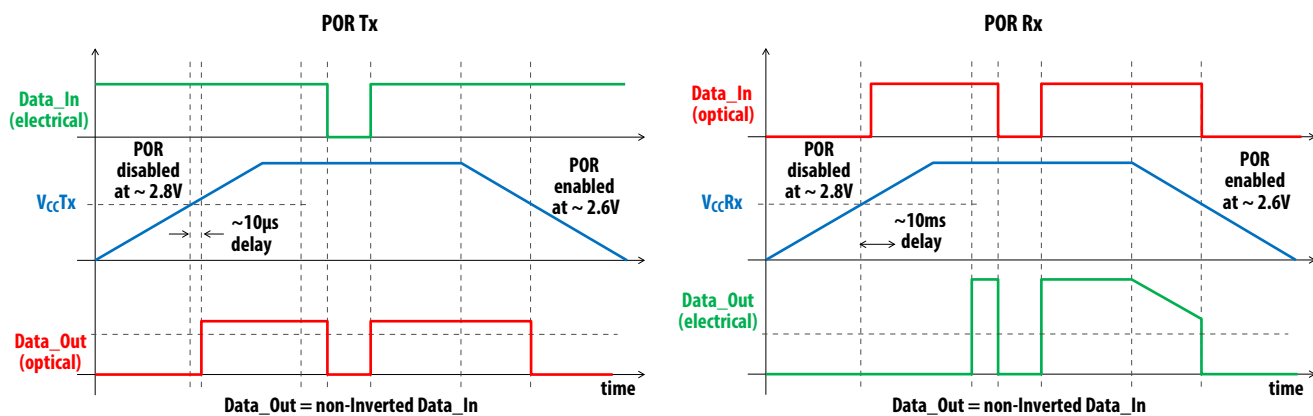 POR Tx
Data_In
(electrical)
POR
disabled
at ~ 2.8V
POR
enabled
at ~ 2.6V
VCCTx
~10µs
delay
Data_Out
(optical)
time
Data_Out = non-Inverted Data_In
POR Rx
Data_In
(optical)
POR
disabled
at ~ 2.8V
POR
enabled
at ~ 2.6V
VCCRx
~10ms
delay
Data_Out
(electrical)
time
Data_Out = non-Inverted Data_In